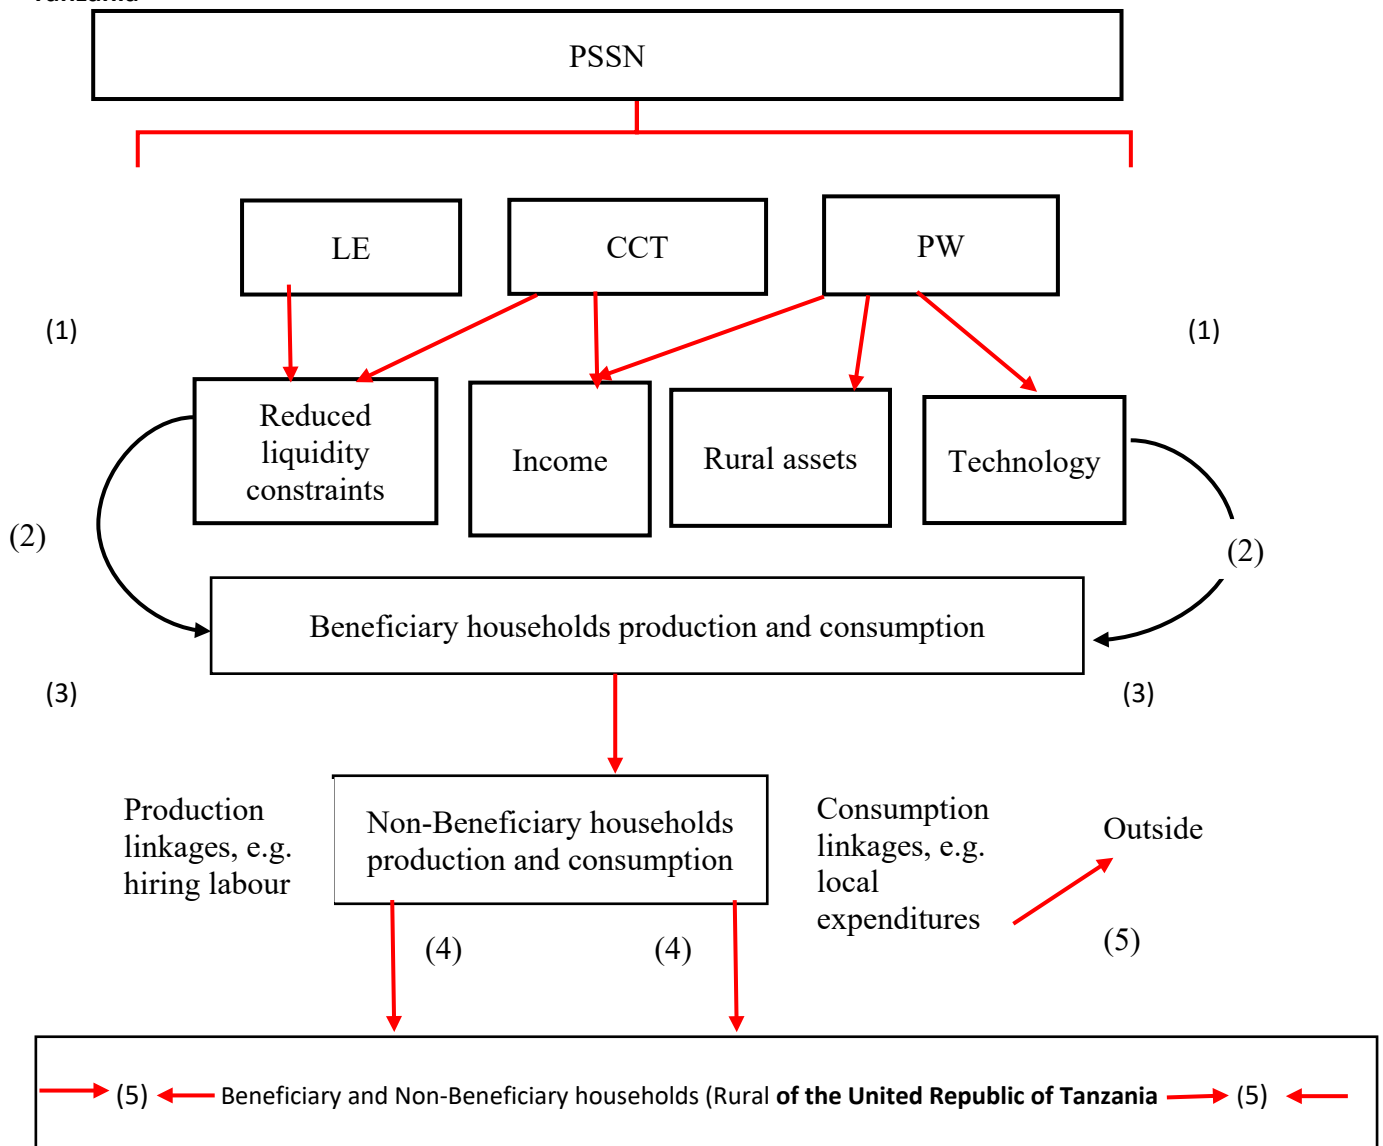 Tanzania
PSSN
LE
CCT
PW
(1)
(1)
Reduced
liquidity
constraints
Income
Rural assets
Technology
(2)
(2)
Beneficiary households production and consumption
(3)
(3)
Production
linkages, e.g.
hiring labour
Non-Beneficiary households
production and consumption
Consumption
linkages, e.g.
local
expenditures
Outside
(4)
(4)
(5)
(5) Beneficiary and Non-Beneficiary households (Rural of the United Republic of Tanzania (5)